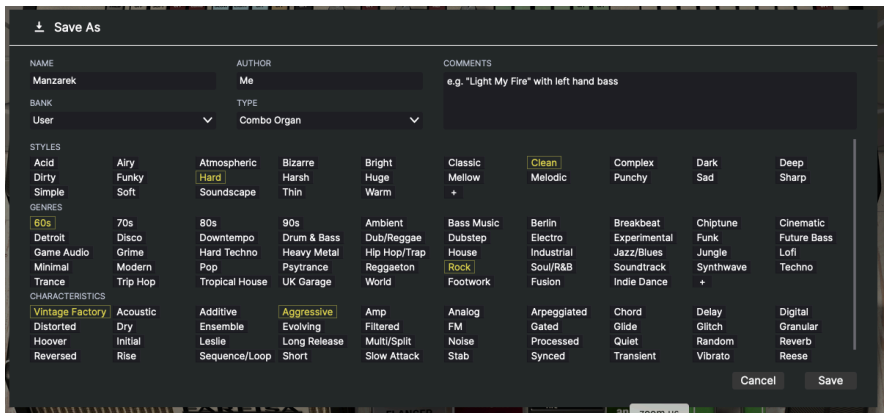 Save As
NAME AUTHOR COMMENTS
Manzarek Me e.g. "Light My Fire" with left hand bass
BANK TYPE
User Combo Organ
STYLES
Acid Airy Atmospheric Bizarre Bright Classic Clean Complex Dark Deep
Dirty Funky Hard Harsh Huge Mellow Melodic Punchy Sad Sharp
Simple Soft Soundscape Thin Warm +
GENRES
60s 70s 80s 90s Ambient Bass Music Berlin Breakbeat Chiptune Cinematic
Detroit Disco Downtempo Drum & Bass Dub/Reggae Dubstep Electro Experimental Funk Future Bass
Game Audio Grime Hard Techno Heavy Metal Hip Hop/Trap House Industrial Jazz/Blues Jungle Lofi
Minimal Modern Pop Psytrance Reggaeton Rock Soul/R&B Soundtrack Synthwave Techno
Trance Trip Hop Tropical House UK Garage World Footwork Fusion Indie Dance +
CHARACTERISTICS
Vintage Factory Acoustic Additive Aggressive Amp Analog Arpeggiated Chord Delay Digital
Distorted Dry Ensemble Evolving Filtered FM Gated Glide Glitch Granular
Hoover Initial Leslie Long Release Multi/Split Noise Processed Quiet Random Reverb
Reversed Rise Sequence/Loop Short Slow Attack Stab Synced Transient Vibrato Reese
Cancel Save
zoom us